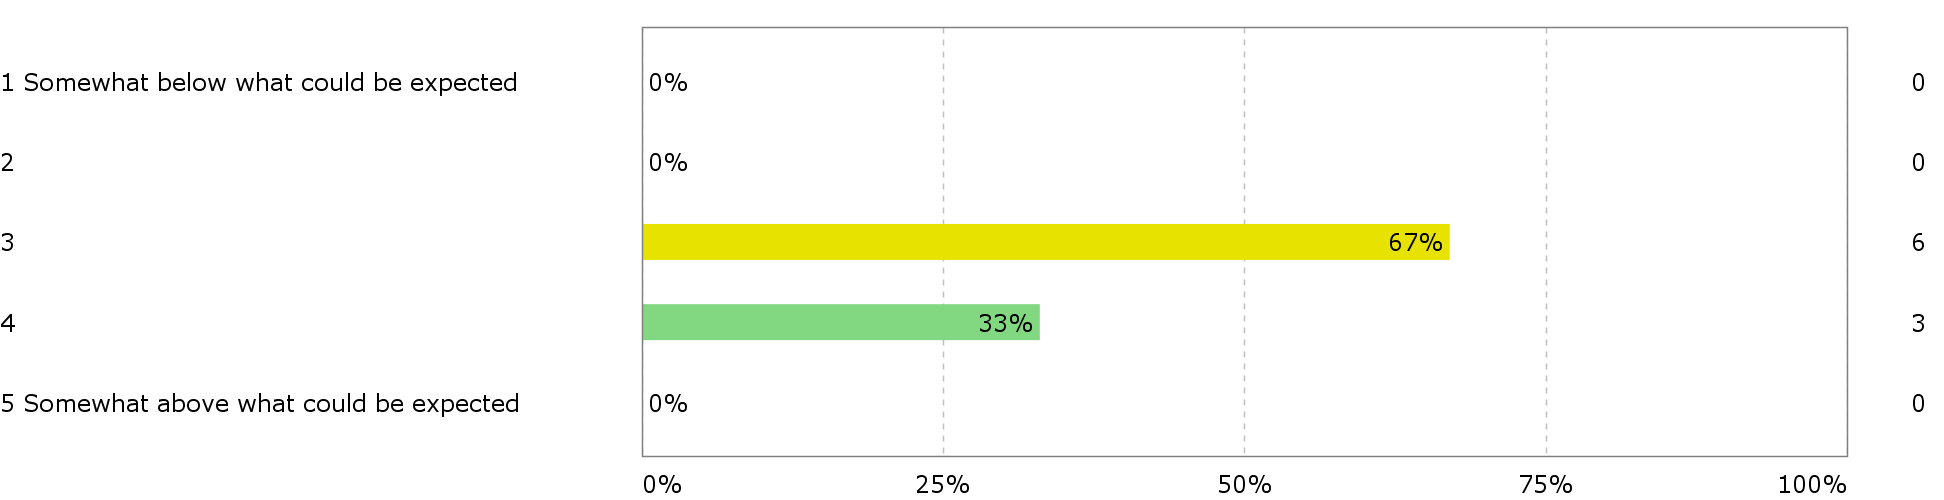 1 Somewhat below what could be expected 0% 0
2 0% 0
3 67% 6
4 33% 3
5 Somewhat above what could be expected 0% 0
0% 25% 50% 75% 100%